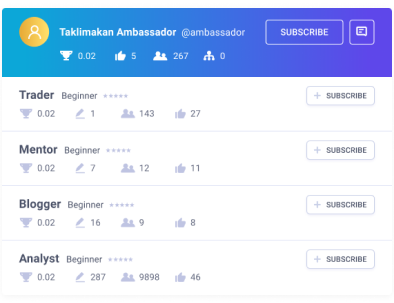 Taklimakan Ambassador @ambassador SUBSCRIBE
0.02 5 267 0
Trader Beginner + SUBSCRIBE
0.02 1 143 27
Mentor Beginner + SUBSCRIBE
0.02 7 12 11
Blogger Beginner + SUBSCRIBE
0.02 16 9 8
Analyst Beginner + SUBSCRIBE
0.02 287 9898 46